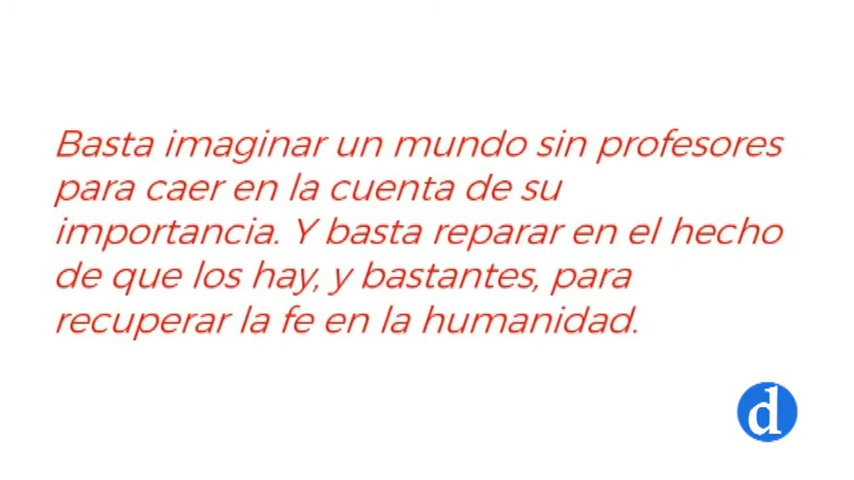 Basta imaginar un mundo sin profesores
para caer en la cuenta de su
importancia. Y basta reparar en el hecho
de que los hay, y bastantes, para
recuperar la fe en la humanidad.
d